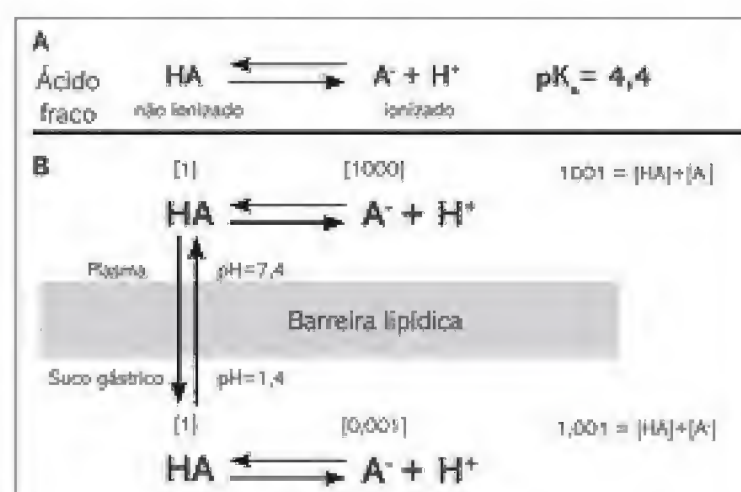 A
Ácido fraco
HA A⁻ + H⁺ pKₐ = 4,4
não ionizado ionizado
B
[1] [1000] 1001 = [HA]+[A⁻]
HA A⁻ + H⁺
Plasma pH=7,4
Barreira lipídica
Suco gástrico pH=1,4
[1] [0,001] 1,001 = [HA]+[A⁻]
HA A⁻ + H⁺